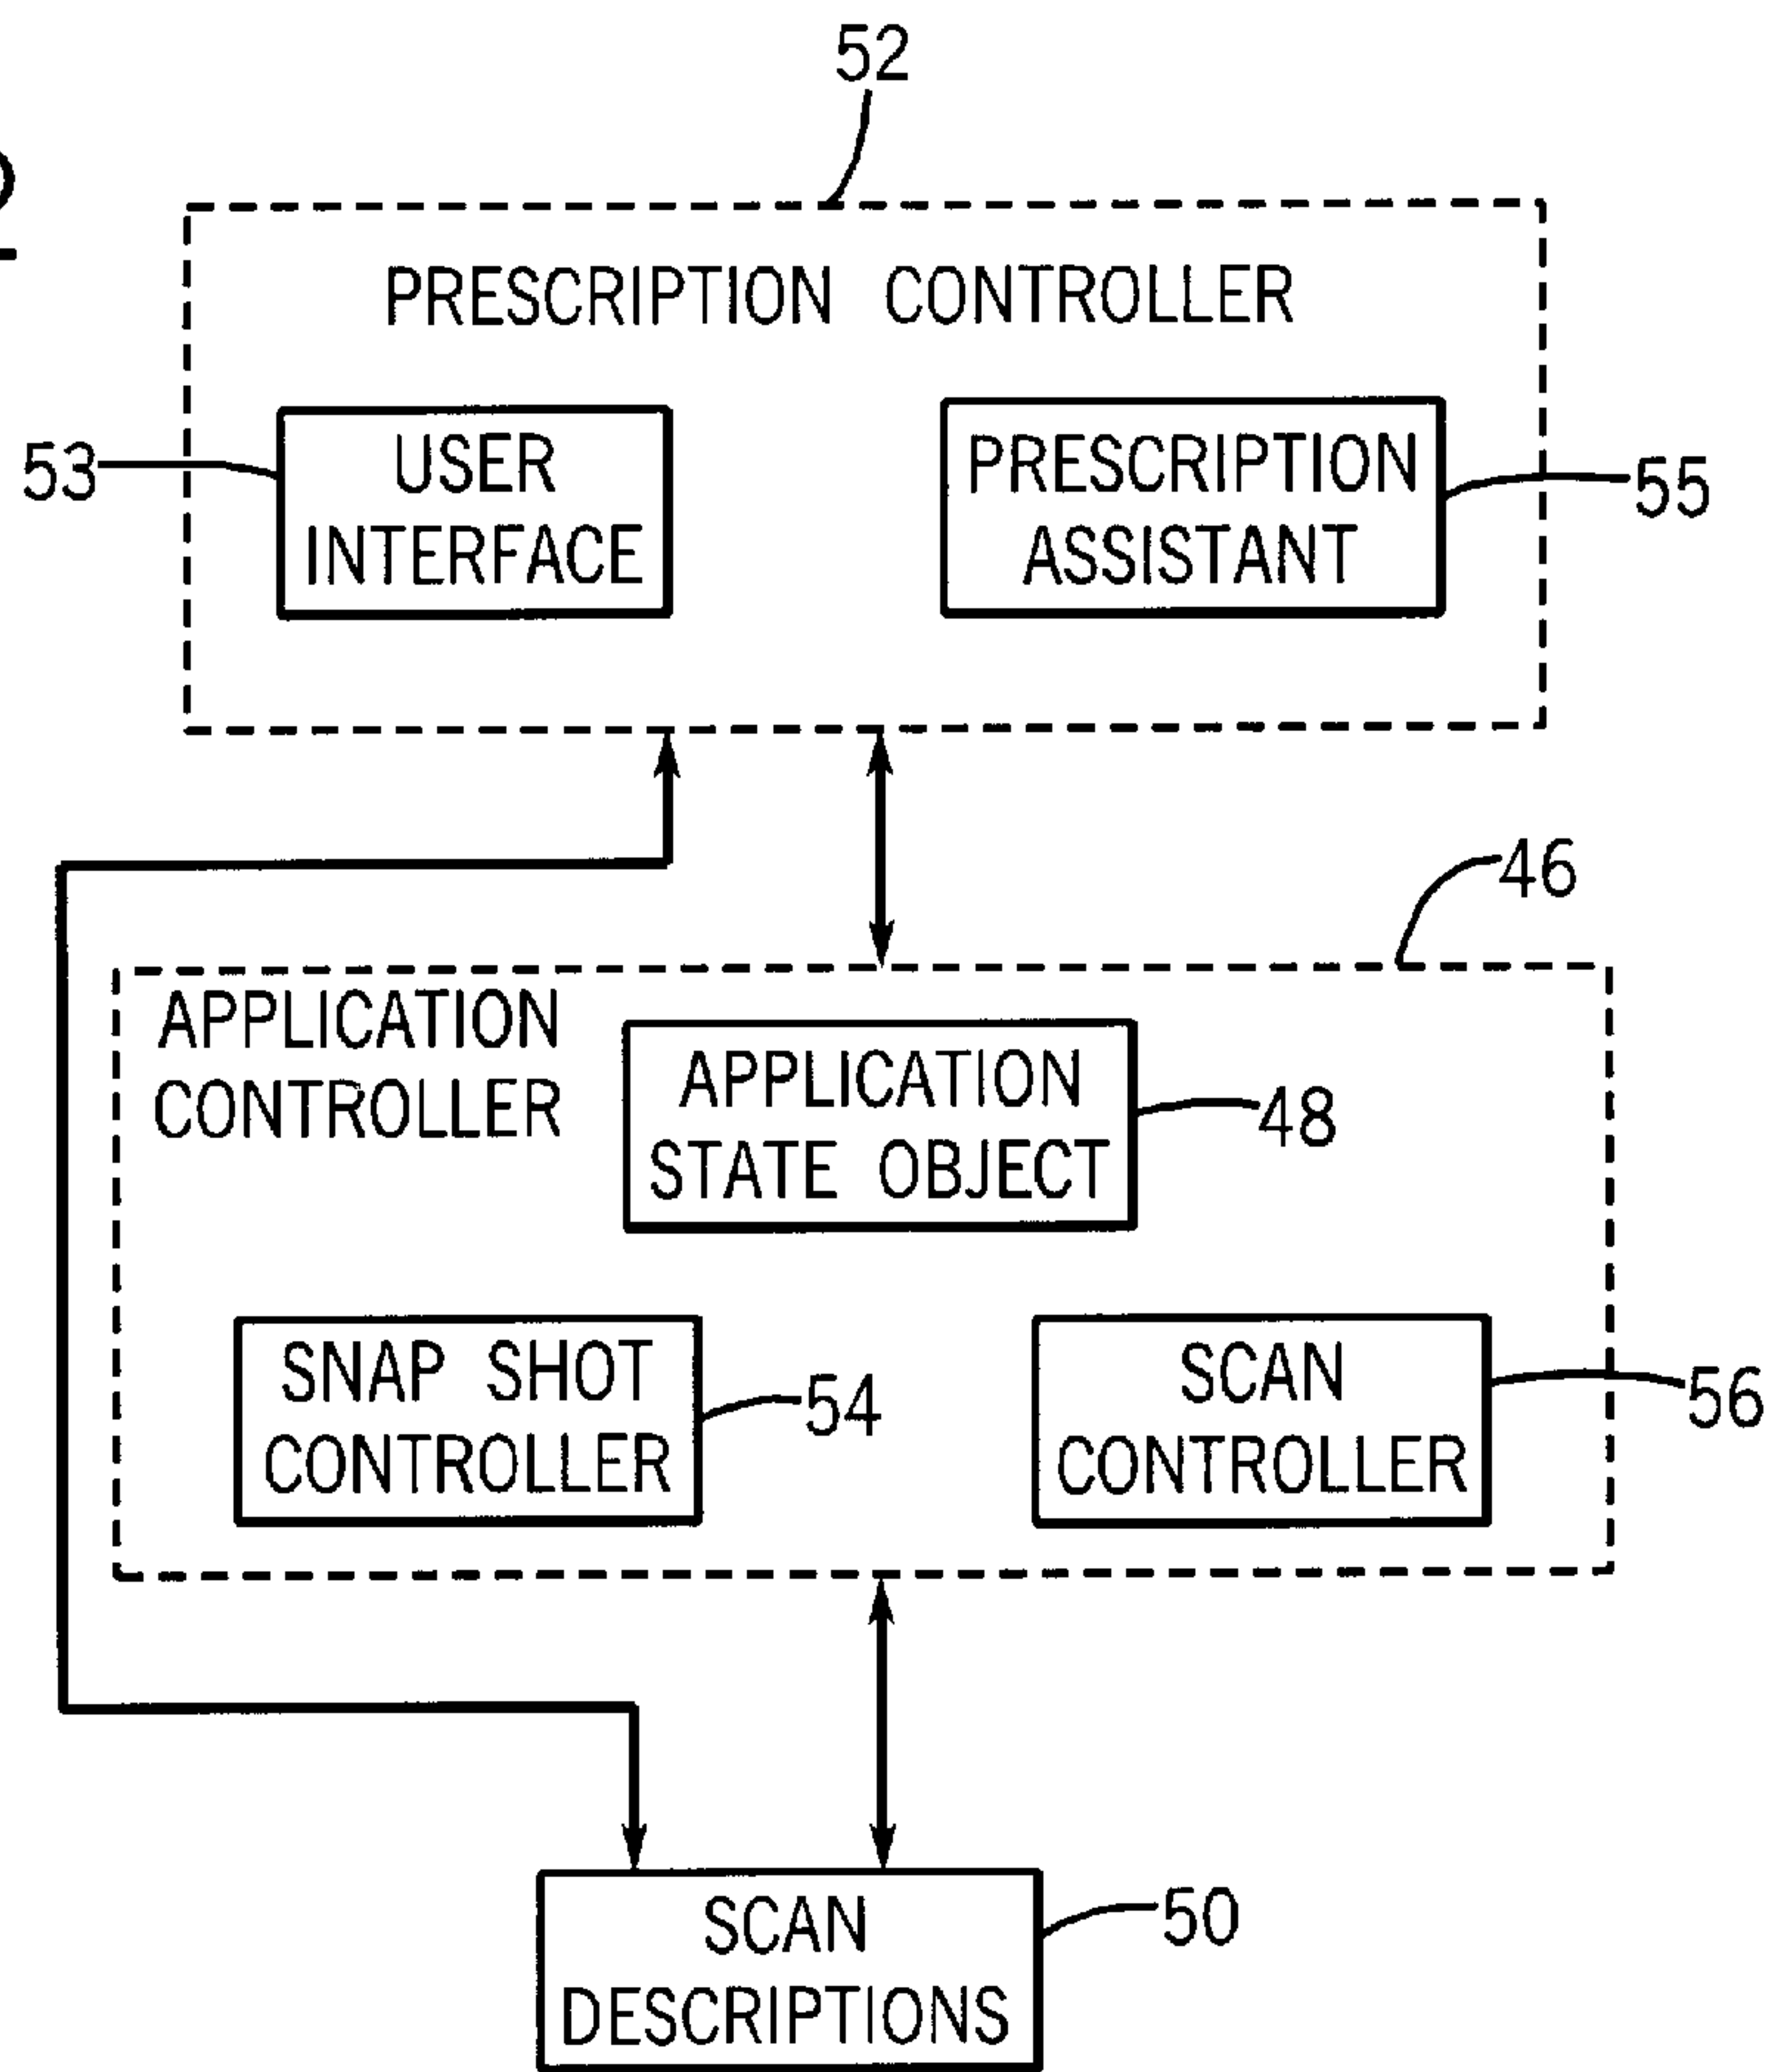 52
PRESCRIPTION CONTROLLER
53
USER
INTERFACE
PRESCRIPTION
ASSISTANT
55
46
APPLICATION
CONTROLLER
APPLICATION
STATE OBJECT
48
SNAP SHOT
CONTROLLER
54
SCAN
CONTROLLER
56
SCAN
DESCRIPTIONS
50